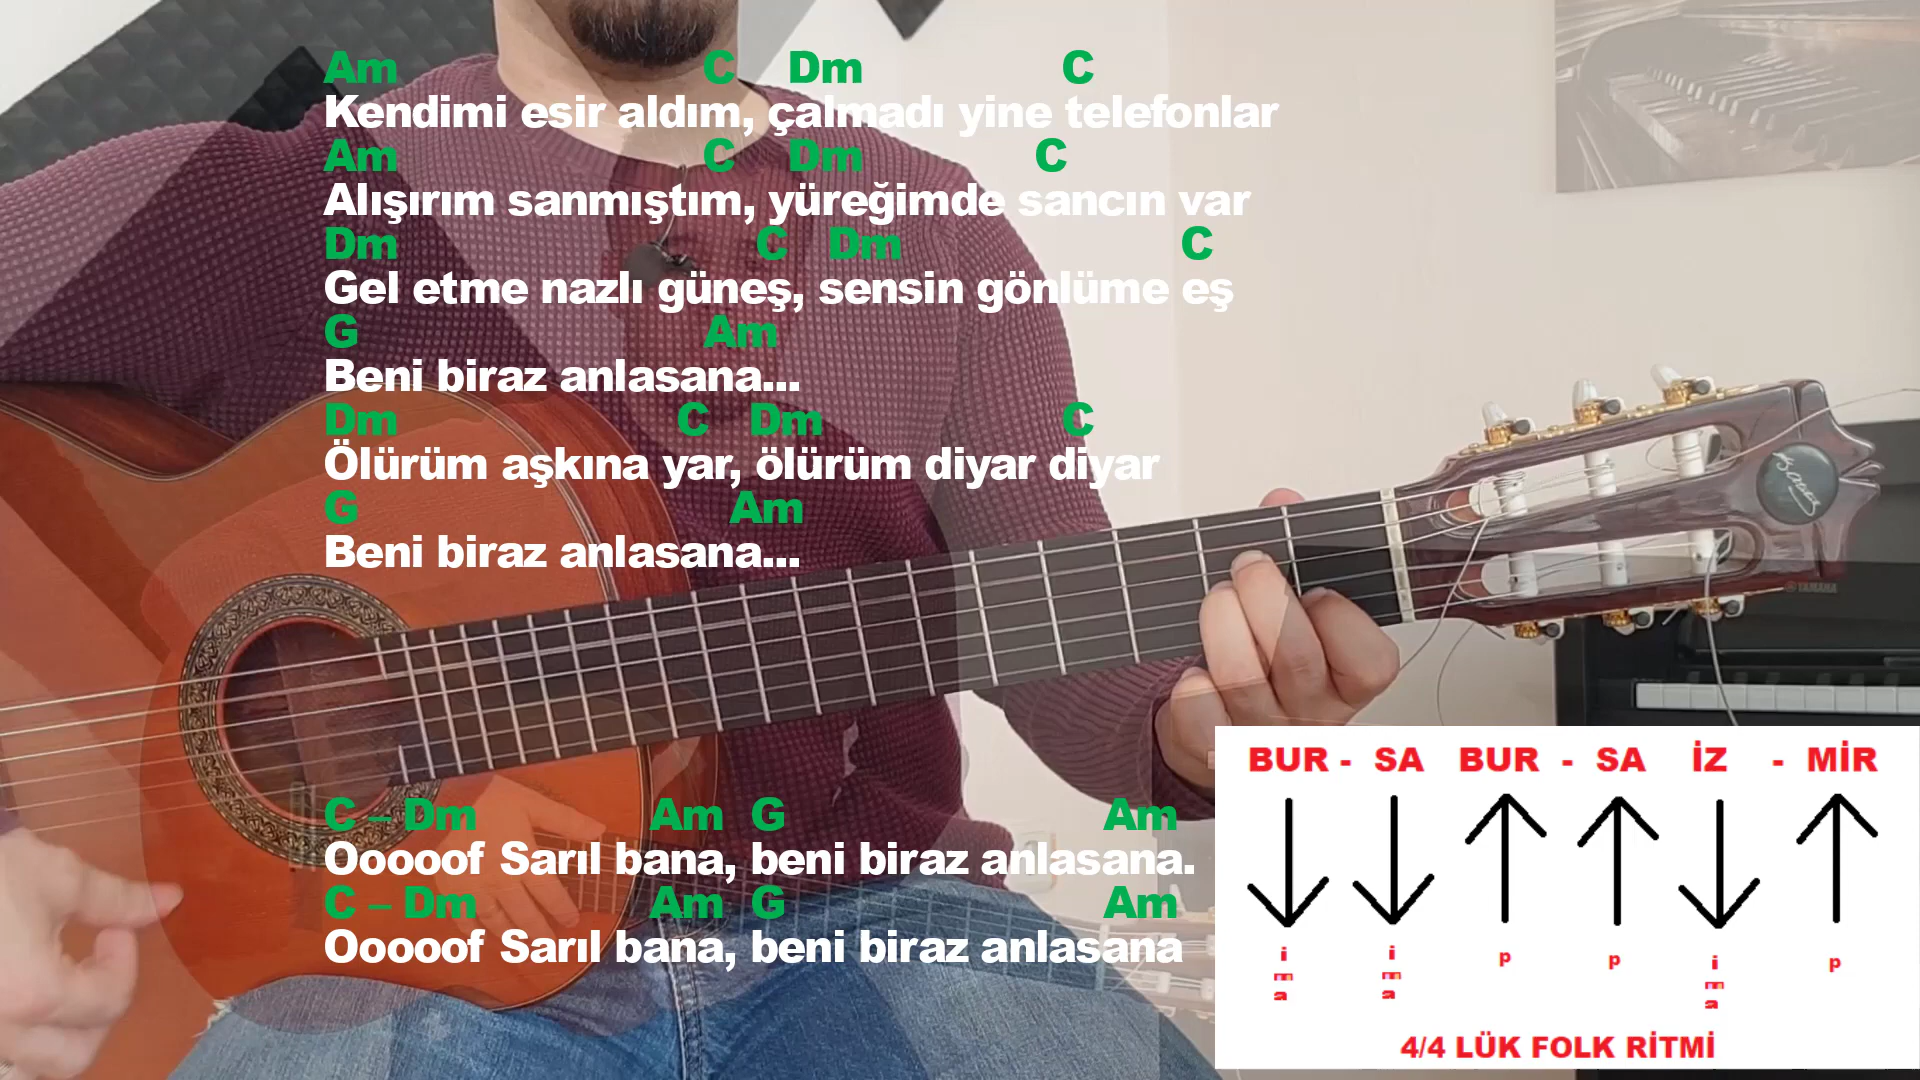 Am C Dm C
Kendimi esir aldım, çalmadı yine telefonlar
Am C Dm C
Alışırım sanmıştım, yüreğimde sancın var
Dm C Dm C
Gel etme nazlı güneş, sensin gönlüme eş
G Am
Beni biraz anlasana...
Dm C Dm C
Ölürüm aşkına yar, ölürüm diyar diyar
G Am
Beni biraz anlasana...
C – Dm Am G Am
Ooooof Sarıl bana, beni biraz anlasana.
C – Dm Am G Am
Ooooof Sarıl bana, beni biraz anlasana
YAMAHA
BUR - SA BUR - SA İZ - MİR
i i p p i p
m m m
a a a
4/4 LÜK FOLK RİTMİ